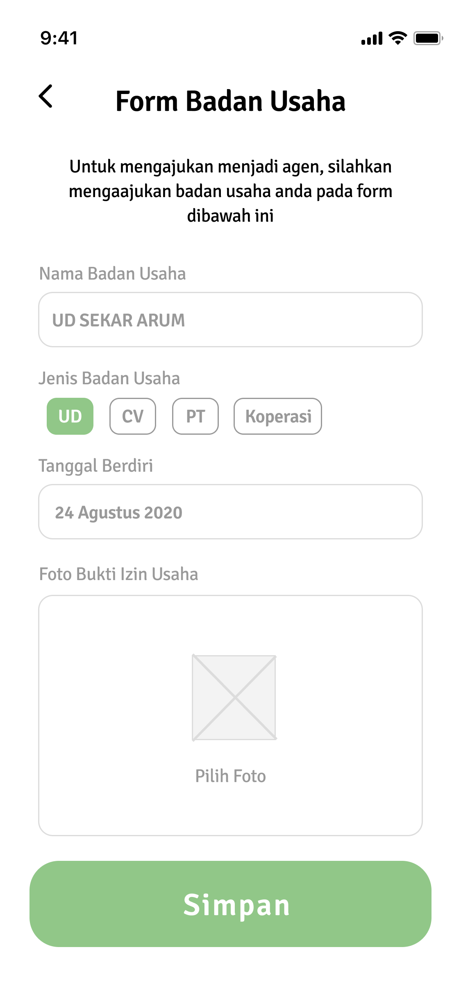 9:41
Form Badan Usaha
Untuk mengajukan menjadi agen, silahkan
mengaajukan badan usaha anda pada form
dibawah ini
Nama Badan Usaha
UD SEKAR ARUM
Jenis Badan Usaha
UD CV PT Koperasi
Tanggal Berdiri
24 Agustus 2020
Foto Bukti Izin Usaha
Pilih Foto
Simpan